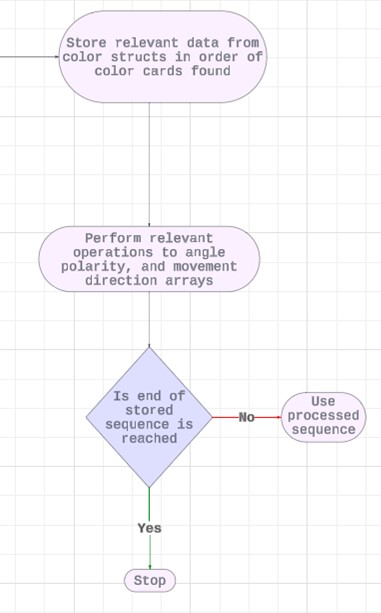 Store relevant data from
color structs in order of
color cards found
Perform relevant
operations to angle
polarity, and movement
direction arrays
Is end of
stored
sequence is
reached
No
Use
processed
sequence
Yes
Stop